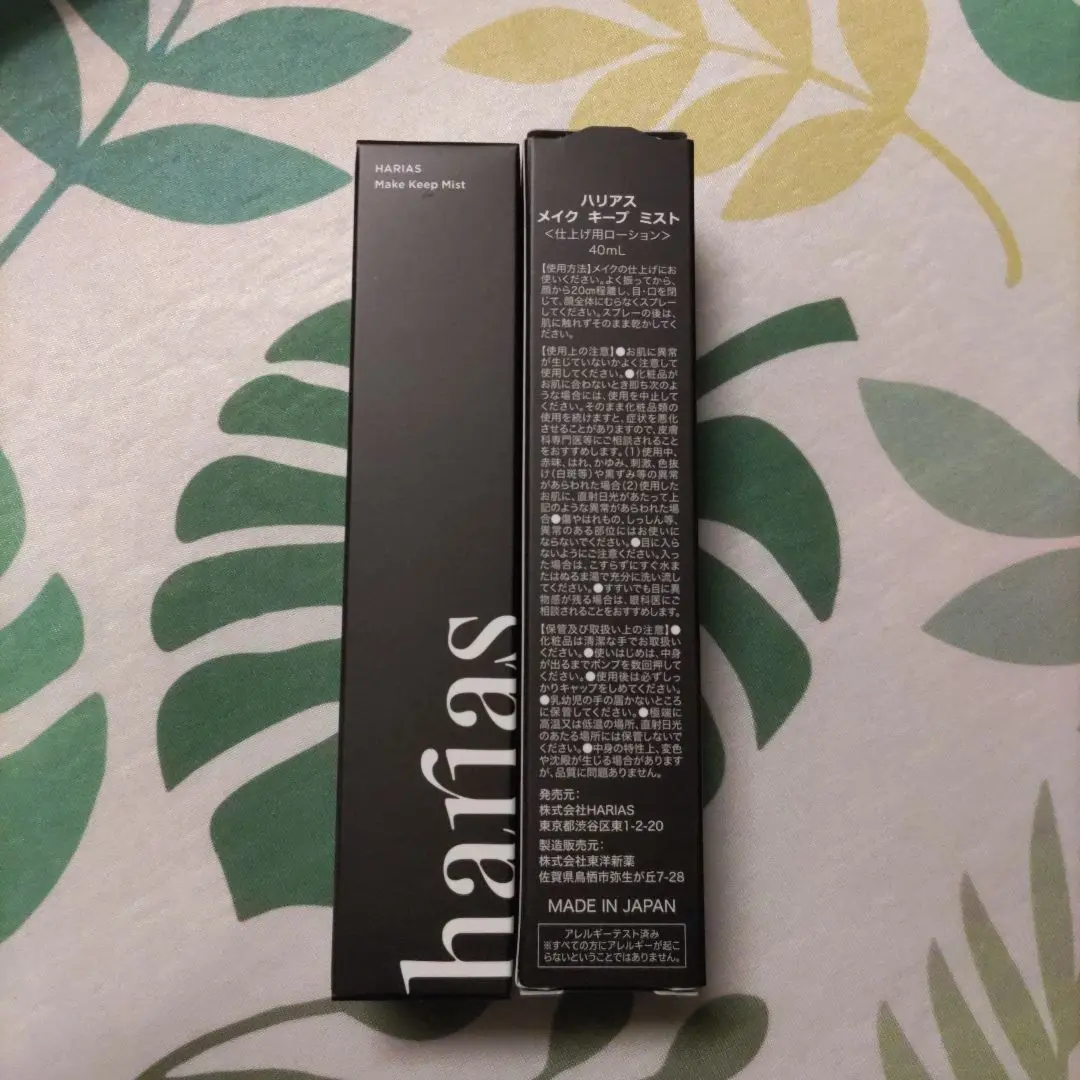 HARIAS
Make Keep Mist
harias
ハリアス
メイク キープ ミスト
＜仕上げ用ローション＞
40mL
【使用方法】メイクの仕上げにお
使いください。よく振ってから、
顔から20cm程離し、目・口を閉
じて、顔全体にむらなくスプレー
してください。スプレーの後は、
肌に触れずそのまま乾かしてく
ださい。
【使用上の注意】●お肌に異常
が生じていないかよく注意して
使用してください。●化粧品が
お肌に合わないとき即ち次のよ
うな場合には、使用を中止して
ください。そのまま化粧品類の
使用を続けますと、症状を悪化
させることがありますので、皮膚
科専門医等にご相談されること
をおすすめします。(1)使用中、
赤味、はれ、かゆみ、刺激、色抜
け(白斑等)や黒ずみ等の異常
があらわれた場合(2)使用した
お肌に、直射日光があたって上
記のような異常があらわれた場
合●傷やはれもの、しっしん等、
異常のある部位にはお使いに
ならないでください。●目に入ら
ないようにご注意ください。入っ
た場合は、こすらずにすぐ水ま
たはぬるま湯で充分に洗い流し
てください。●すすいでも目に異
物感が残る場合は、眼科医にご
相談されることをおすすめします。
【保管及び取扱い上の注意】●
化粧品は清潔な手でお取扱い
ください。●使いはじめは、中身
が出るまでポンプを数回押して
ください。●使用後は必ずしっ
かりキャップをしめてください。
●乳幼児の手の届かないところ
に保管してください。●極端に
高温又は低温の場所、直射日光
のあたる場所には保管しないで
ください。●中身の特性上、変色
や沈殿が生じる場合があります
が、品質に問題ありません。
発売元：
株式会社HARIAS
東京都渋谷区東1-2-20
製造販売元：
株式会社東洋新薬
佐賀県鳥栖市弥生が丘7-28
MADE IN JAPAN
アレルギーテスト済み
※すべての方にアレルギーが起こ
らないということではありません。